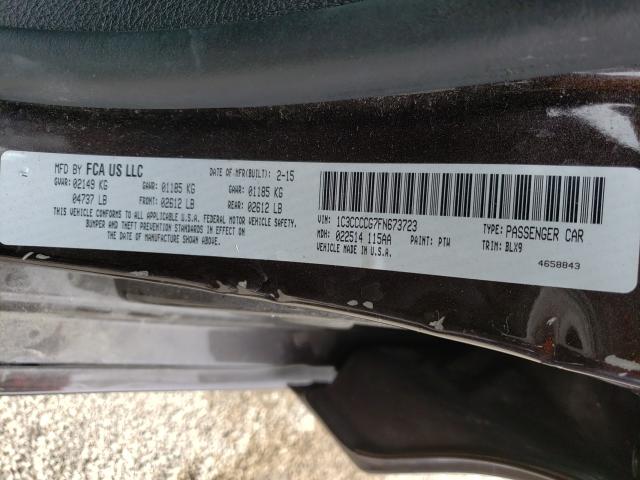 MFD BY FCA US LLC DATE OF MFR(BUILT): 2-15
GVWR: 02149 KG GAWR: 01185 KG GAWR: 01185 KG
04737 LB FRONT: 02612 LB REAR: 02612 LB
THIS VEHICLE CONFORMS TO ALL APPLICABLE U.S.A. FEDERAL MOTOR VEHICLE SAFETY,
BUMPER AND THEFT PREVENTION STANDARDS IN EFFECT
ON THE DATE OF MANUFACTURE SHOWN ABOVE.
VIN: 1C3CCCCG7FN673723 TYPE: PASSENGER CAR
MDH: 022514 115AA PAINT: PTW TRIM: BLX9
VEHICLE MADE IN U.S.A.
4658843